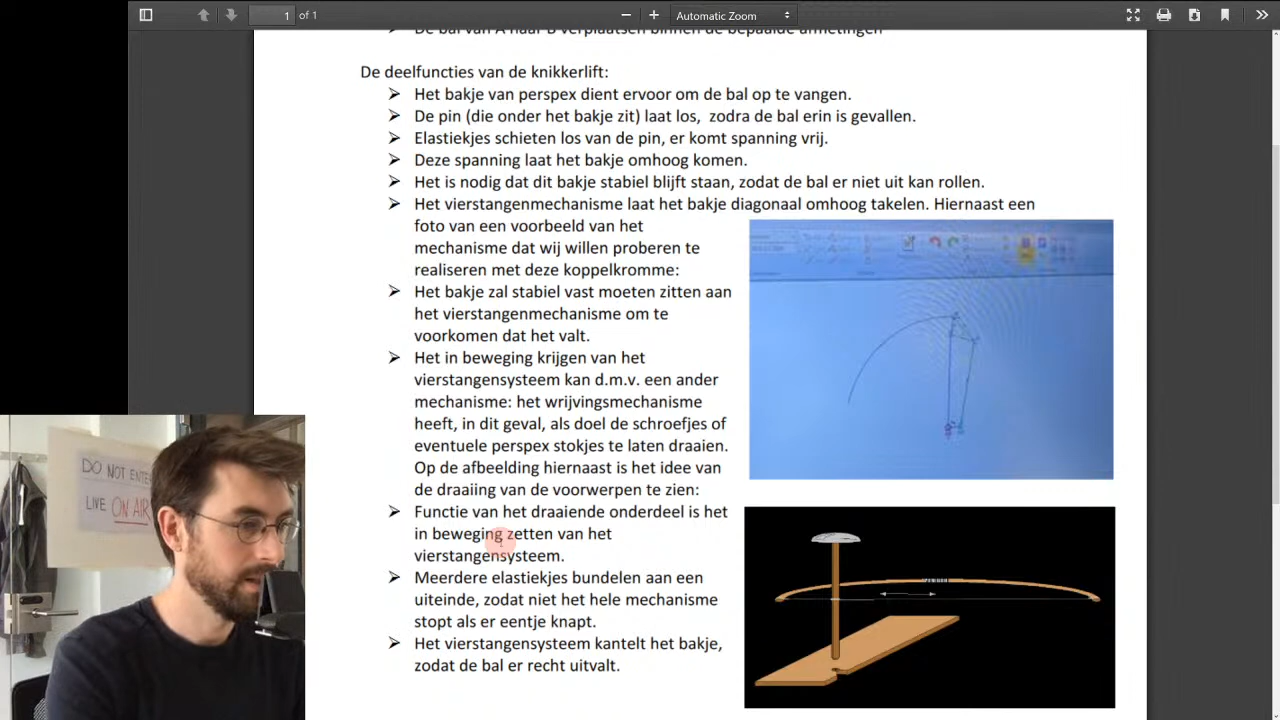 1 of 1
Automatic Zoom
De bal van A naar B verplaatsen binnen de bepaalde afmetingen
De deelfuncties van de knikkerlift:
Het bakje van perspex dient ervoor om de bal op te vangen.
De pin (die onder het bakje zit) laat los, zodra de bal erin is gevallen.
Elastiekjes schieten los van de pin, er komt spanning vrij.
Deze spanning laat het bakje omhoog komen.
Het is nodig dat dit bakje stabiel blijft staan, zodat de bal er niet uit kan rollen.
Het vierstangenmechanisme laat het bakje diagonaal omhoog takelen. Hiernaast een
foto van een voorbeeld van het
mechanisme dat wij willen proberen te
realiseren met deze koppelkromme:
Het bakje zal stabiel vast moeten zitten aan
het vierstangenmechanisme om te
voorkomen dat het valt.
Het in beweging krijgen van het
vierstangensysteem kan d.m.v. een ander
mechanisme: het wrijvingsmechanisme
heeft, in dit geval, als doel de schroefjes of
eventuele perspex stokjes te laten draaien.
Op de afbeelding hiernaast is het idee van
de draaiing van de voorwerpen te zien:
Functie van het draaiende onderdeel is het
in beweging zetten van het
vierstangensysteem.
Meerdere elastiekjes bundelen aan een
uiteinde, zodat niet het hele mechanisme
stopt als er eentje knapt.
Het vierstangensysteem kantelt het bakje,
zodat de bal er recht uitvalt.
DO NOT ENTE
LIVE ON AIR